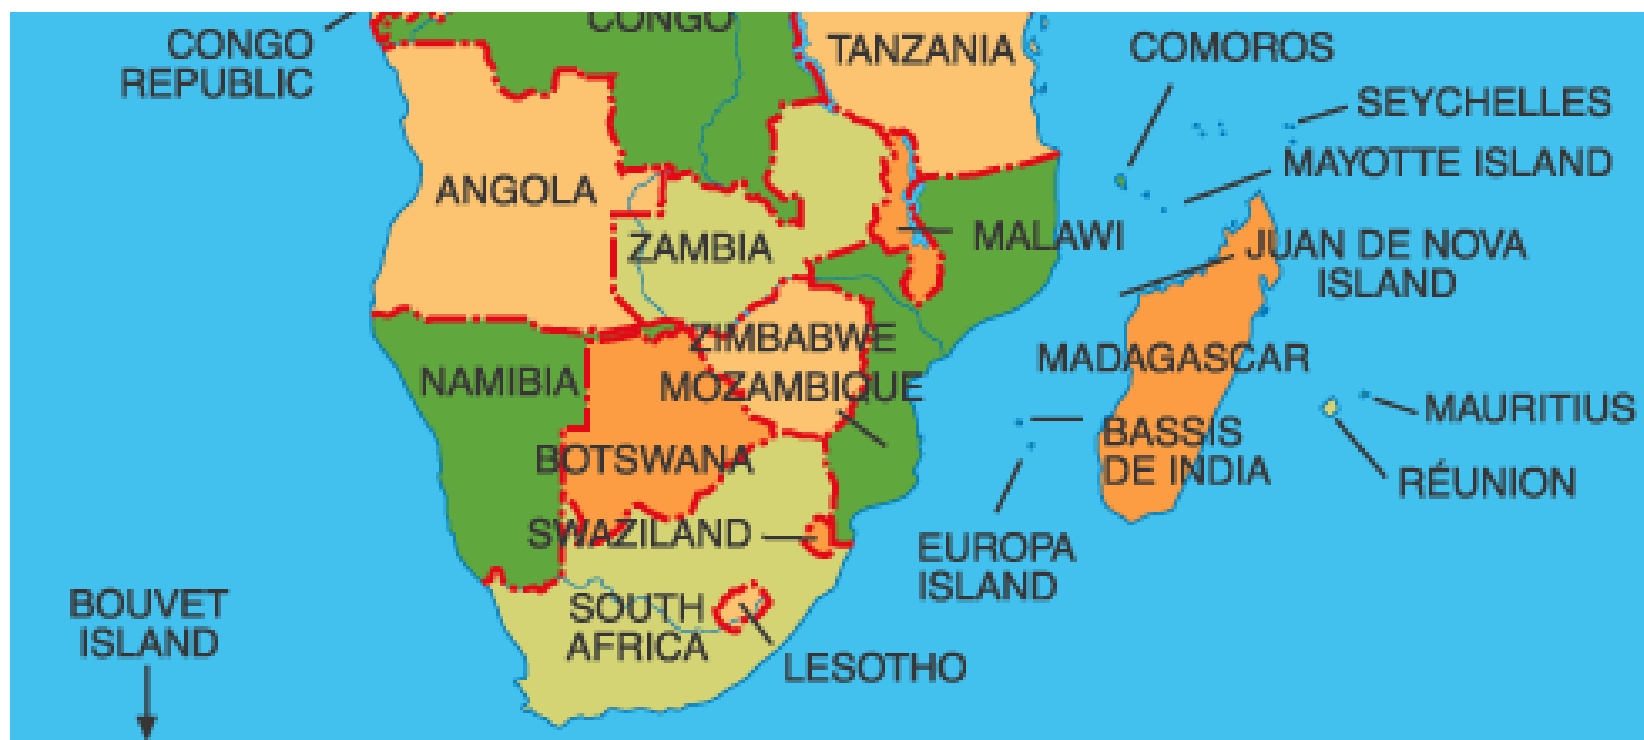 CONGO
CONGO
REPUBLIC
TANZANIA
COMOROS
SEYCHELLES
MAYOTTE ISLAND
ANGOLA
ZAMBIA
MALAWI
JUAN DE NOVA
ISLAND
ZIMBABWE
MADAGASCAR
NAMIBIA
MOZAMBIQUE
MAURITIUS
BASSIS
DE INDIA
BOTSWANA
RÉUNION
SWAZILAND
EUROPA
ISLAND
BOUVET
ISLAND
SOUTH
AFRICA
LESOTHO